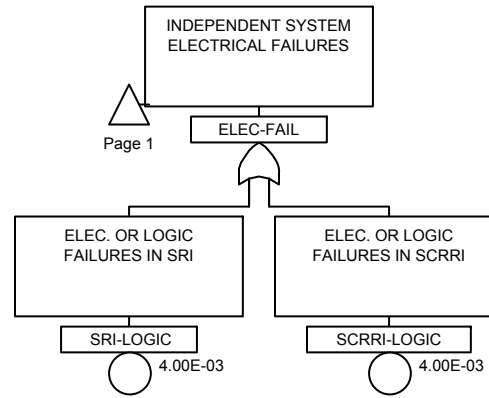 INDEPENDENT SYSTEM
ELECTRICAL FAILURES
Page 1
ELEC-FAIL
ELEC. OR LOGIC
FAILURES IN SRI
ELEC. OR LOGIC
FAILURES IN SCRRI
SRI-LOGIC
4.00E-03
SCRRI-LOGIC
4.00E-03